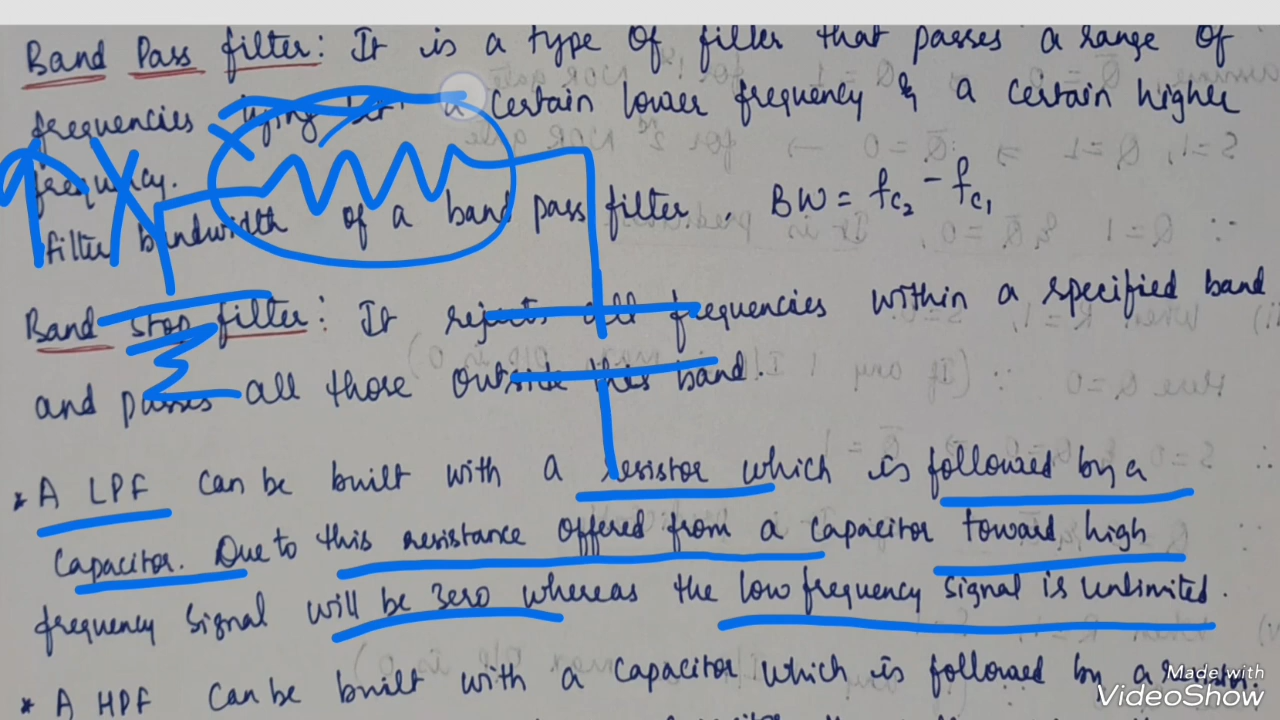 Band Pass filter: It is a type of filter that passes a range of
frequencies lying betn a certain lower frequency & a certain higher
frequency.
filter bandwidth of a band pass filter. BW = fc2 - fc1
Band stop filter: It rejects all frequencies within a specified band
and passes all those outside this band.
* A LPF can be built with a resistor which is followed by a
Capacitor. Due to this resistance offered from a capacitor toward high
frequency signal will be zero whereas the low frequency signal is unlimited.
* A HPF can be built with a capacitor which is followed by a resistor.
Made with
VideoShow